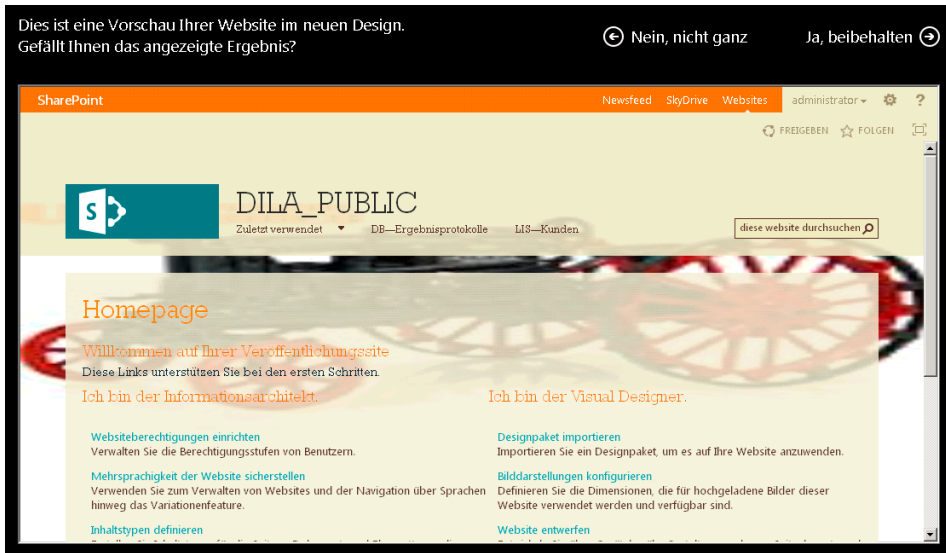 Dies ist eine Vorschau Ihrer Website im neuen Design.
Gefällt Ihnen das angezeigte Ergebnis?
Nein, nicht ganz
Ja, beibehalten
SharePoint
Newsfeed SkyDrive Websites administrator ?
FREIGEBEN FOLGEN
S
DILA_PUBLIC
Zuletzt verwendet DB—Ergebnisprotokolle LIS—Kunden
diese website durchsuchen
Homepage
Willkommen auf Ihrer Veröffentlichungssite
Diese Links unterstützen Sie bei den ersten Schritten.
Ich bin der Informationsarchitekt.
Websiteberechtigungen einrichten
Verwalten Sie die Berechtigungsstufen von Benutzern.
Mehrsprachigkeit der Website sicherstellen
Verwenden Sie zum Verwalten von Websites und der Navigation über Sprachen
hinweg das Variationenfeature.
Inhaltstypen definieren
Ich bin der Visual Designer.
Designpaket importieren
Importieren Sie ein Designpaket, um es auf Ihre Website anzuwenden.
Bilddarstellungen konfigurieren
Definieren Sie die Dimensionen, die für hochgeladene Bilder dieser
Website verwendet werden und verfügbar sind.
Website entwerfen